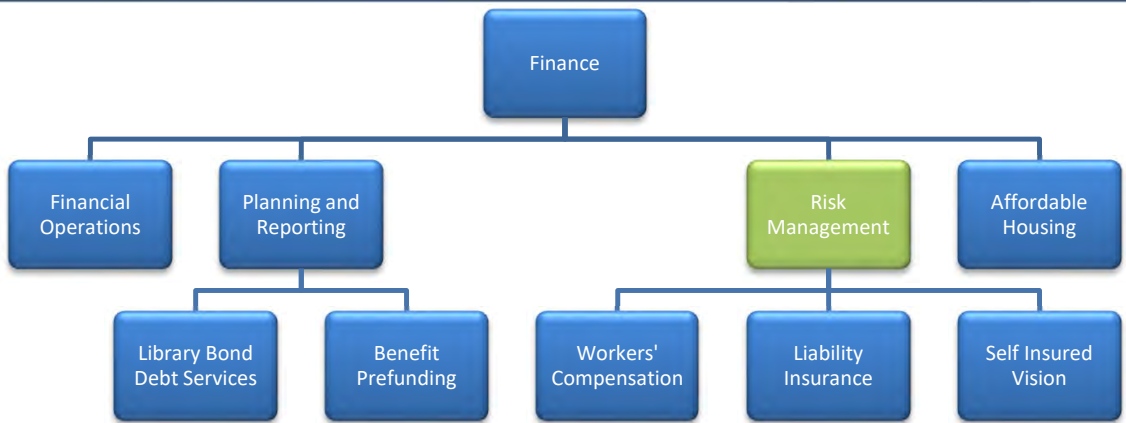 Finance
Financial
Operations
Planning and
Reporting
Risk
Management
Affordable
Housing
Library Bond
Debt Services
Benefit
Prefunding
Workers'
Compensation
Liability
Insurance
Self Insured
Vision